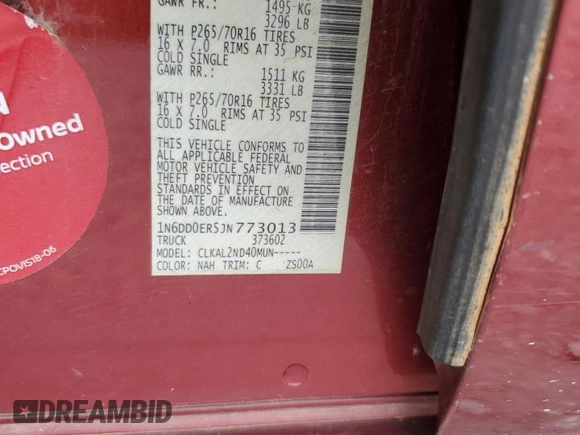 GAWR FR.: 1495 KG
3296 LB
WITH P265/70R16 TIRES
16 X 7.0 RIMS AT 35 PSI
COLD SINGLE
GAWR RR.: 1511 KG
3331 LB
WITH P265/70R16 TIRES
16 X 7.0 RIMS AT 35 PSI
COLD SINGLE
THIS VEHICLE CONFORMS TO
ALL APPLICABLE FEDERAL
MOTOR VEHICLE SAFETY AND
THEFT PREVENTION
STANDARDS IN EFFECT ON
THE DATE OF MANUFACTURE
SHOWN ABOVE.
1N6DD0ER5JN773013
TRUCK 373602
MODEL: CLKAL2ND40MUN-----
COLOR: NAH TRIM: C ZS00A
N
Owned
ection
CPOVIS18-06
DREAMBID